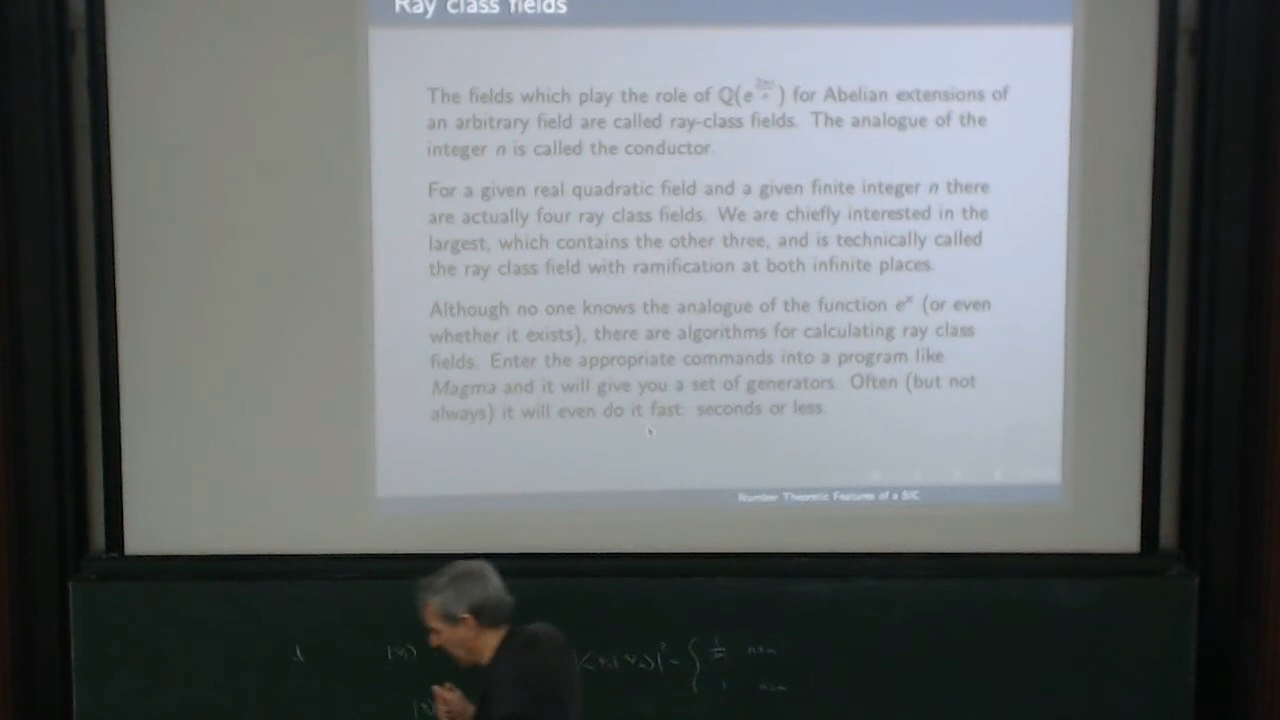 Ray class fields
The fields which play the role of Q(e^{2πi/n}) for Abelian extensions of
an arbitrary field are called ray-class fields. The analogue of the
integer n is called the conductor.
For a given real quadratic field and a given finite integer n there
are actually four ray class fields. We are chiefly interested in the
largest, which contains the other three, and is technically called
the ray class field with ramification at both infinite places.
Although no one knows the analogue of the function e^x (or even
whether it exists), there are algorithms for calculating ray class
fields. Enter the appropriate commands into a program like
Magma and it will give you a set of generators. Often (but not
always) it will even do it fast: seconds or less.
Number Theoretic Features of a SIC